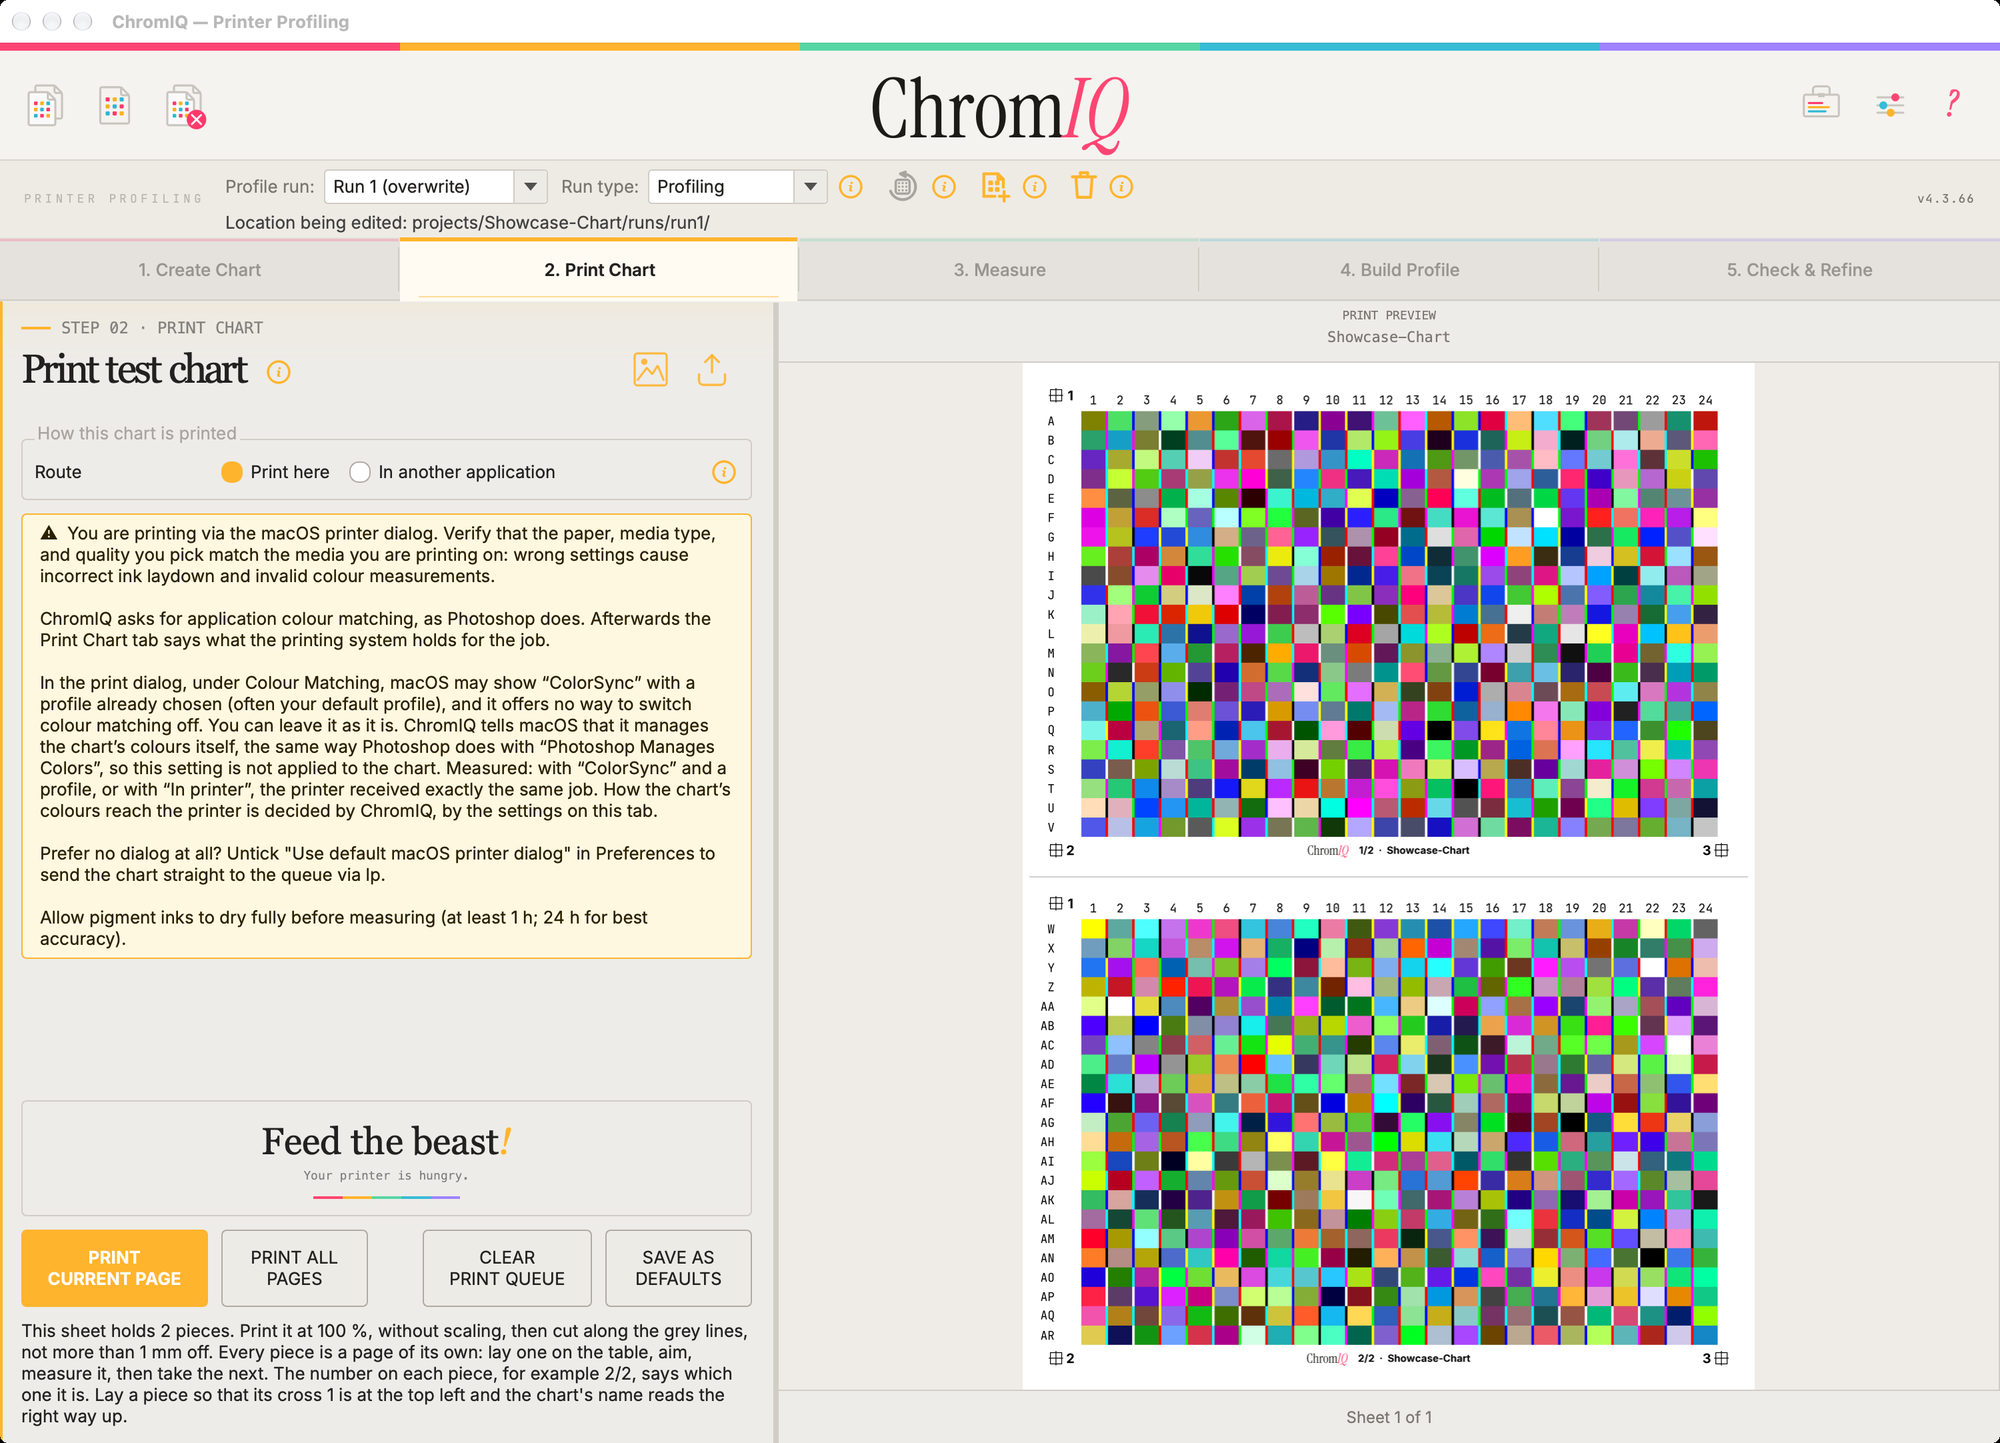 ChromIQ — Printer Profiling
ChromIQ
?
PRINTER PROFILING
Profile run:
Run 1 (overwrite)
Run type:
Profiling
v4.3.66
Location being edited: projects/Showcase-Chart/runs/run1/
1. Create Chart
2. Print Chart
3. Measure
4. Build Profile
5. Check & Refine
STEP 02 · PRINT CHART
Print test chart
How this chart is printed
Route
Print here
In another application
⚠ You are printing via the macOS printer dialog. Verify that the paper, media type,
and quality you pick match the media you are printing on: wrong settings cause
incorrect ink laydown and invalid colour measurements.
ChromIQ asks for application colour matching, as Photoshop does. Afterwards the
Print Chart tab says what the printing system holds for the job.
In the print dialog, under Colour Matching, macOS may show “ColorSync” with a
profile already chosen (often your default profile), and it offers no way to switch
colour matching off. You can leave it as it is. ChromIQ tells macOS that it manages
the chart’s colours itself, the same way Photoshop does with “Photoshop Manages
Colors”, so this setting is not applied to the chart. Measured: with “ColorSync” and a
profile, or with “In printer”, the printer received exactly the same job. How the chart’s
colours reach the printer is decided by ChromIQ, by the settings on this tab.
Prefer no dialog at all? Untick "Use default macOS printer dialog" in Preferences to
send the chart straight to the queue via lp.
Allow pigment inks to dry fully before measuring (at least 1 h; 24 h for best
accuracy).
Feed the beast!
Your printer is hungry.
PRINT
CURRENT PAGE
PRINT ALL
PAGES
CLEAR
PRINT QUEUE
SAVE AS
DEFAULTS
This sheet holds 2 pieces. Print it at 100 %, without scaling, then cut along the grey lines,
not more than 1 mm off. Every piece is a page of its own: lay one on the table, aim,
measure it, then take the next. The number on each piece, for example 2/2, says which
one it is. Lay a piece so that its cross 1 is at the top left and the chart's name reads the
right way up.
PRINT PREVIEW
Showcase-Chart
1
1 2 3 4 5 6 7 8 9 10 11 12 13 14 15 16 17 18 19 20 21 22 23 24
A
B
C
D
E
F
G
H
I
J
K
L
M
N
O
P
Q
R
S
T
U
V
2
ChromIQ 1/2 · Showcase-Chart
3
1
1 2 3 4 5 6 7 8 9 10 11 12 13 14 15 16 17 18 19 20 21 22 23 24
W
X
Y
Z
AA
AB
AC
AD
AE
AF
AG
AH
AI
AJ
AK
AL
AM
AN
AO
AP
AQ
AR
2
ChromIQ 2/2 · Showcase-Chart
3
Sheet 1 of 1